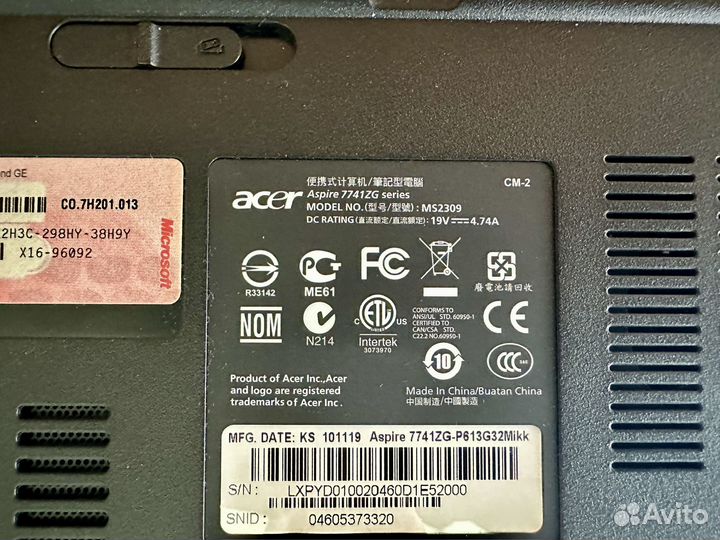 nd GE
CO.7H201.013
2H3C-298HY-38H9Y
X16-96092
Microsoft
acer
便携式计算机/筆記型電腦
CM-2
Aspire 7741ZG series
MODEL NO.(型号/型號): MS2309
DC RATING(直流额定/直流額定): 19V⎓4.74A
R33142
PG
ME61
FC
廢電池請回收
NOM
N214
c ETL us
Intertek
3073970
CONFORMS TO
ANSI/UL STD. 60950-1
CERTIFIED TO
CAN/CSA STD.
C22.2 NO.60950-1
CE
10
CCC
S&E
Product of Acer Inc.,Acer
and logo are registered
trademarks of Acer Inc.
Made In China/Buatan China
中国制造/中國製造
MFG. DATE: KS 101119 Aspire 7741ZG-P613G32Mikk
S/N: LXPYD010020460D1E52000
SNID: 04605373320
Avito